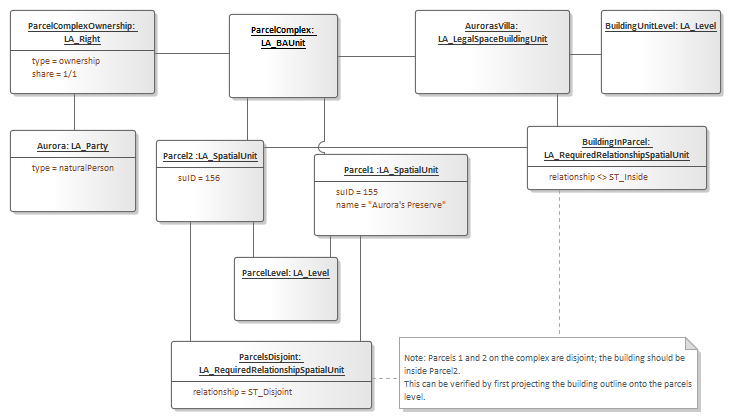 ParcelComplexOwnership:
LA_Right
type = ownership
share = 1/1
ParcelComplex:
LA_BAUnit
AurorasVilla:
LA_LegalSpaceBuildingUnit
BuildingUnitLevel: LA_Level
Aurora: LA_Party
type = naturalPerson
Parcel2 :LA_SpatialUnit
suID = 156
Parcel1 :LA_SpatialUnit
suID = 155
name = "Aurora's Preserve"
BuildingInParcel:
LA_RequiredRelationshipSpatialUnit
relationship <> ST_Inside
ParcelLevel: LA_Level
ParcelsDisjoint:
LA_RequiredRelationshipSpatialUnit
relationship = ST_Disjoint
Note: Parcels 1 and 2 on the complex are disjoint; the building should be
inside Parcel2.
This can be verified by first projecting the building outline onto the parcels
level.